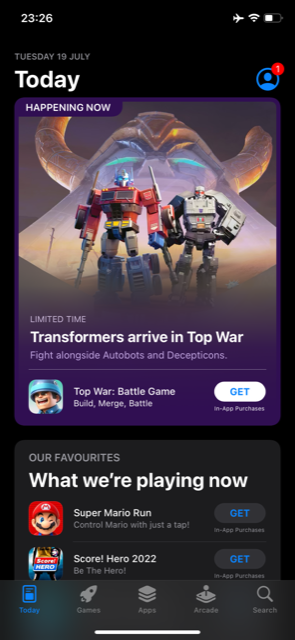 23:26
TUESDAY 19 JULY
Today
1
HAPPENING NOW
LIMITED TIME
Transformers arrive in Top War
Fight alongside Autobots and Decepticons.
Top War: Battle Game
Build, Merge, Battle
GET
In-App Purchases
OUR FAVOURITES
What we're playing now
Super Mario Run
Control Mario with just a tap!
GET
In-App Purchases
Score!
HERO
Score! Hero 2022
Be The Hero!
GET
In-App Purchases
Today
Games
Apps
Arcade
Search